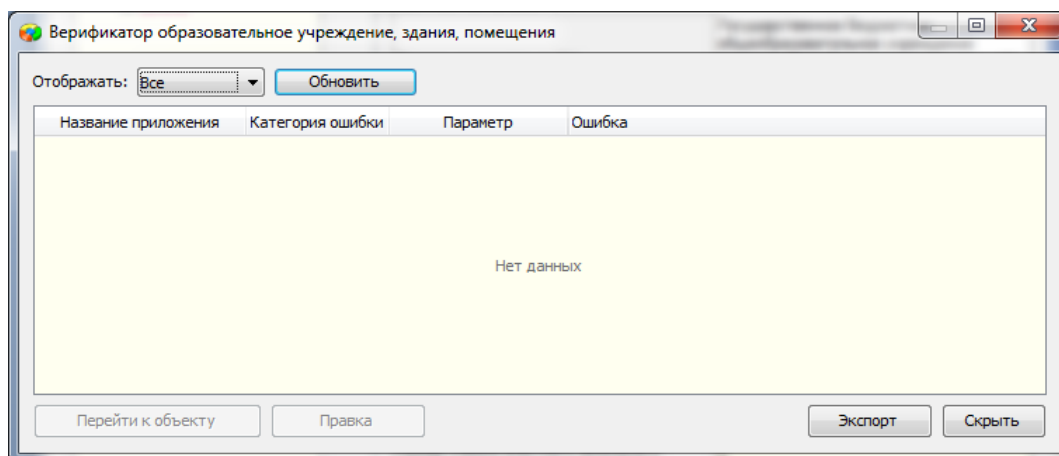 Верификатор образовательное учреждение, здания, помещения
Отображать: Все Обновить
Название приложения Категория ошибки Параметр Ошибка
Нет данных
Перейти к объекту Правка Экспорт Скрыть